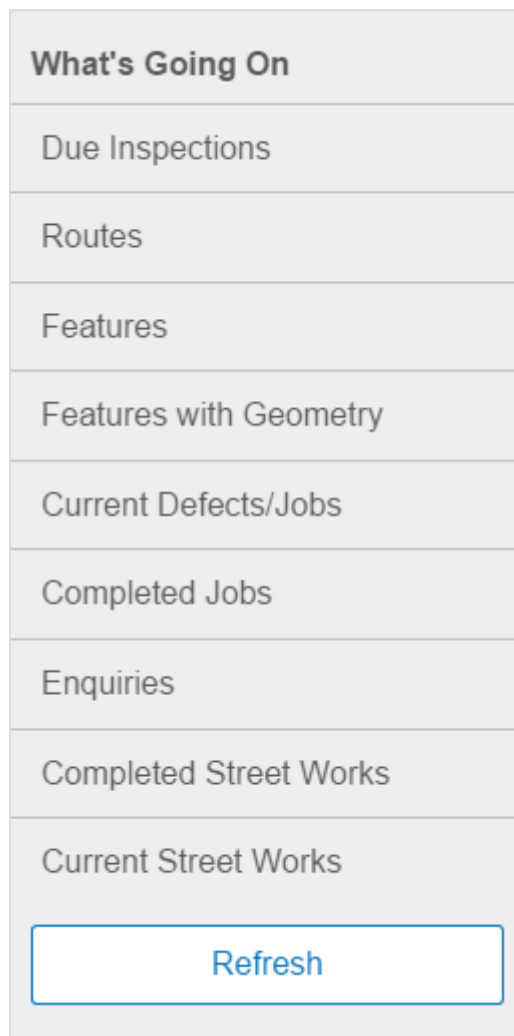 What's Going On
Due Inspections
Routes
Features
Features with Geometry
Current Defects/Jobs
Completed Jobs
Enquiries
Completed Street Works
Current Street Works
Refresh